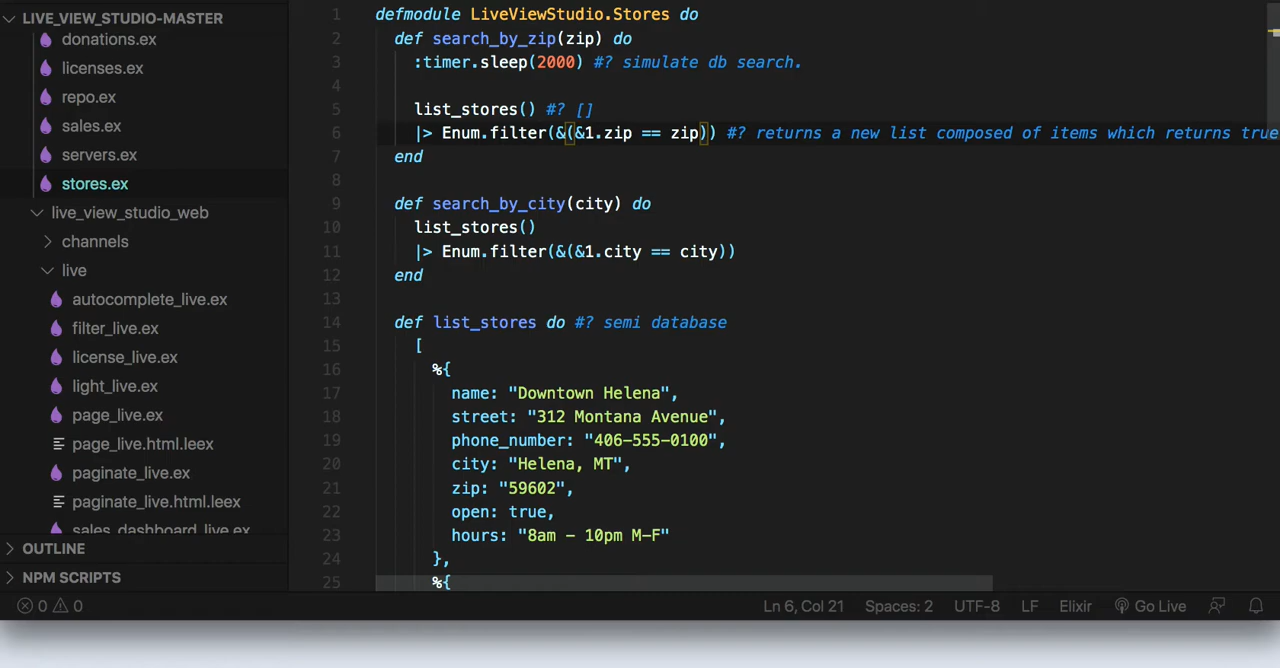 LIVE_VIEW_STUDIO-MASTER
donations.ex
licenses.ex
repo.ex
sales.ex
servers.ex
stores.ex
live_view_studio_web
channels
live
autocomplete_live.ex
filter_live.ex
license_live.ex
light_live.ex
page_live.ex
page_live.html.leex
paginate_live.ex
paginate_live.html.leex
sales_dashboard_live.ex
OUTLINE
NPM SCRIPTS
1 defmodule LiveViewStudio.Stores do
2 def search_by_zip(zip) do
3 :timer.sleep(2000) #? simulate db search.
4
5 list_stores() #? []
6 |> Enum.filter(&(&1.zip == zip)) #? returns a new list composed of items which returns true
7 end
8
9 def search_by_city(city) do
10 list_stores()
11 |> Enum.filter(&(&1.city == city))
12 end
13
14 def list_stores do #? semi database
15 [
16 %{
17 name: "Downtown Helena",
18 street: "312 Montana Avenue",
19 phone_number: "406-555-0100",
20 city: "Helena, MT",
21 zip: "59602",
22 open: true,
23 hours: "8am - 10pm M-F"
24 },
25 %{
0 0 Ln 6, Col 21 Spaces: 2 UTF-8 LF Elixir Go Live